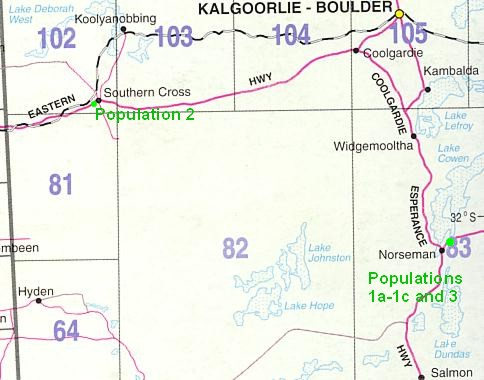 Lake Deborah
West
KALGOORLIE - BOULDER
Koolyanobbing
102
103
104
105
Coolgardie
Kambalda
Southern Cross
HWY
EASTERN
Population 2
COOLGARDIE
Lake
Lefroy
Widgemooltha
Lake
Cowen
81
ESPERANCE
32°S
82
83
Lake
Johnston
Norseman
mbeen
Populations
1a-1c and 3
Hyden
Lake Hope
64
Lake
Dundas
HWY
Salmon